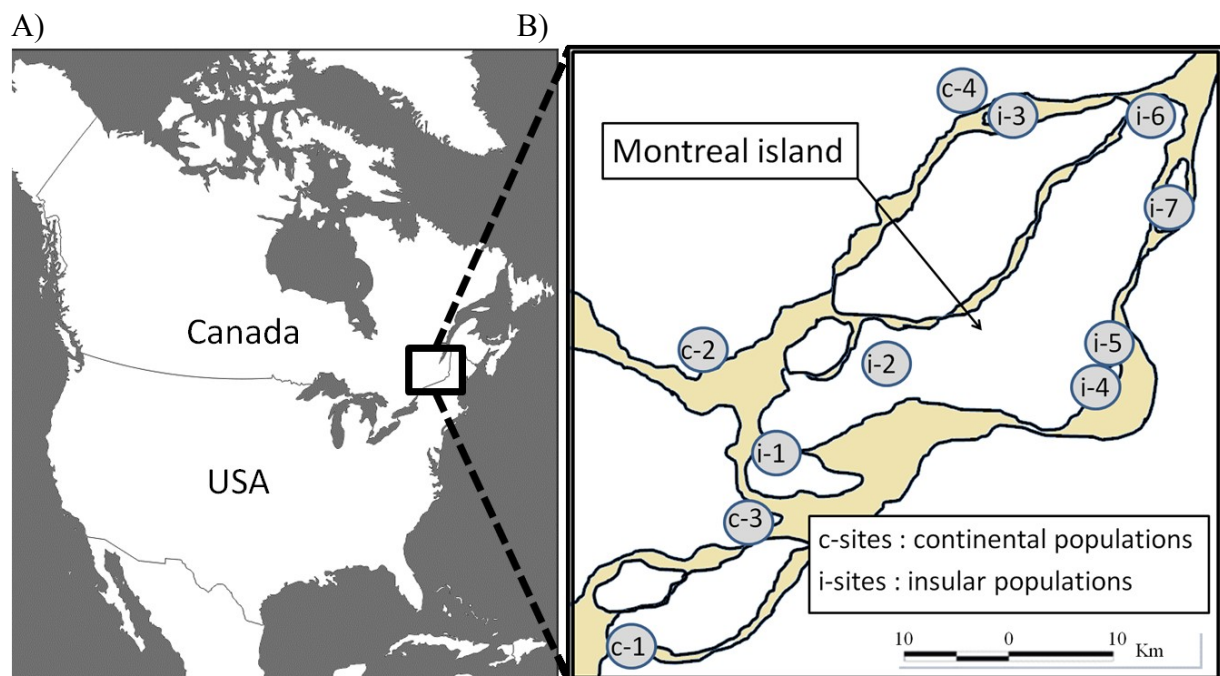 A)
B)
Canada
USA
Montreal island
c-4
i-3
i-6
i-7
c-2
i-2
i-5
i-4
i-1
c-3
c-1
c-sites : continental populations
i-sites : insular populations
10 0 10 Km